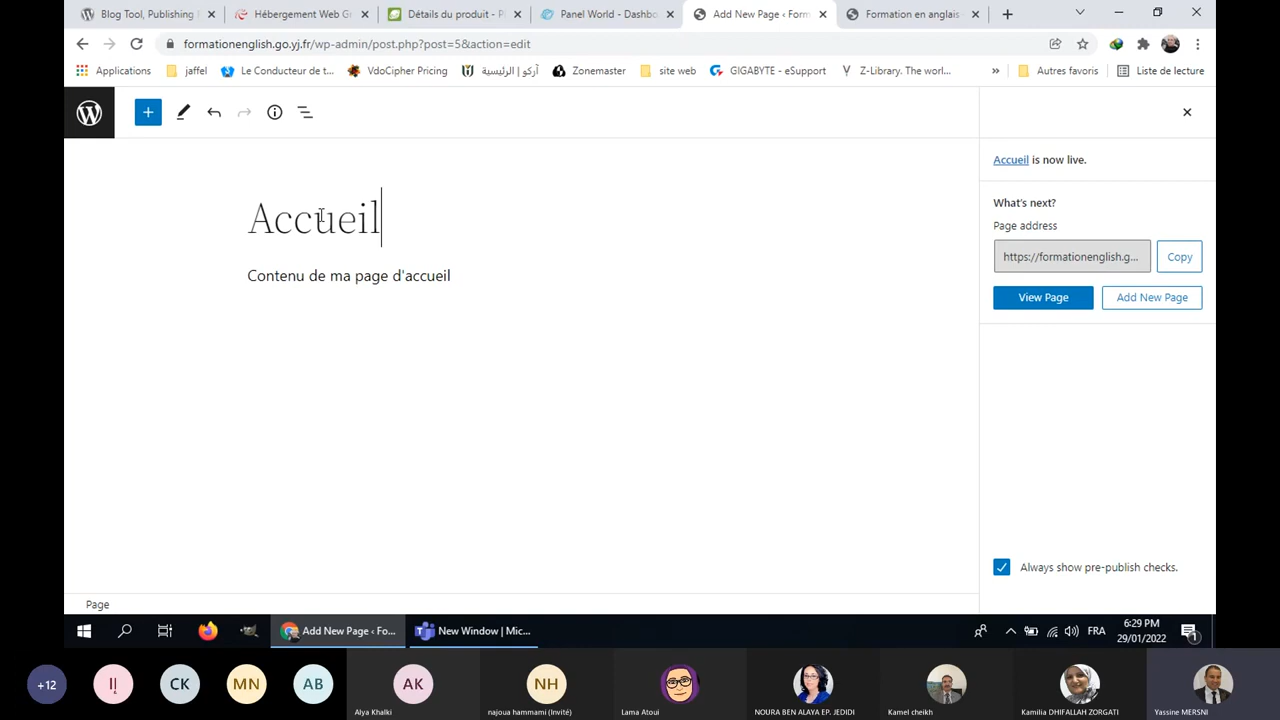 Blog Tool, Publishing
Hébergement Web Ge
Détails du produit - P
Panel World - Dashbo
Add New Page ‹ Form
Formation en anglais
formationenglish.go.yj.fr/wp-admin/post.php?post=5&action=edit
Applications
jaffel
Le Conducteur de t...
VdoCipher Pricing
أركو | الرئيسية
Zonemaster
site web
GIGABYTE - eSupport
Z-Library. The worl...
»
Autres favoris
Liste de lecture
Accueil
Contenu de ma page d'accueil
Accueil is now live.
What's next?
Page address
https://formationenglish.g...
Copy
View Page
Add New Page
Always show pre-publish checks.
Page
Add New Page ‹ Fo...
New Window | Mic...
FRA
6:29 PM
29/01/2022
1
+12
CK
MN
AB
AK
Alya Khalki
NH
najoua hammami (Invité)
Lama Atoui
NOURA BEN ALAYA EP. JEDIDI
Kamel cheikh
Kamilia DHIFALLAH ZORGATI
Yassine MERSNI